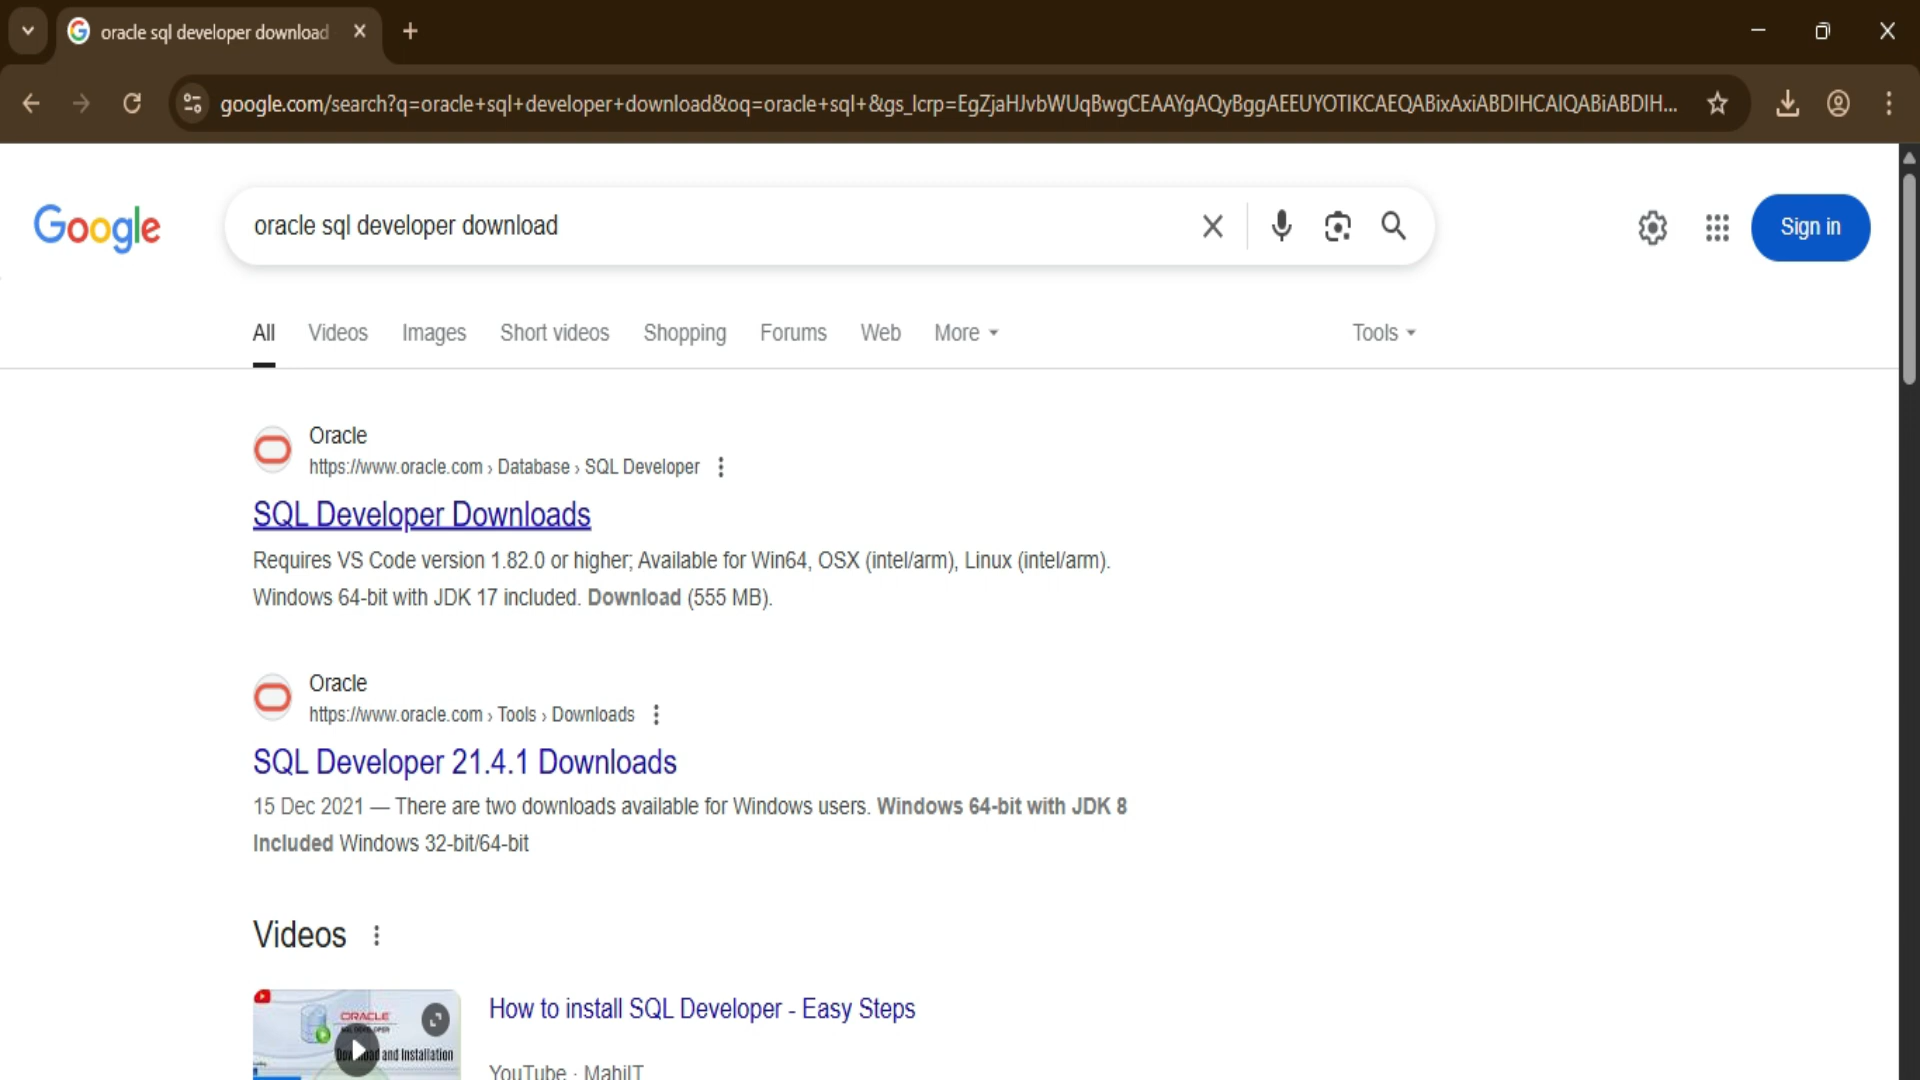 oracle sql developer download
google.com/search?q=oracle+sql+developer+download&oq=oracle+sql+&gs_lcrp=EgZjaHJvbWUqBwgCEAAYgAQyBggAEEUYOTIKCAEQABixAxiABDIHCAIQABiABDIH...
Google
oracle sql developer download
Sign in
All Videos Images Short videos Shopping Forums Web More Tools
Oracle
https://www.oracle.com › Database › SQL Developer
SQL Developer Downloads
Requires VS Code version 1.82.0 or higher; Available for Win64, OSX (intel/arm), Linux (intel/arm).
Windows 64-bit with JDK 17 included. Download (555 MB).
Oracle
https://www.oracle.com › Tools › Downloads
SQL Developer 21.4.1 Downloads
15 Dec 2021 — There are two downloads available for Windows users. Windows 64-bit with JDK 8
Included Windows 32-bit/64-bit
Videos
ORACLE
SQL DEVELOPER
Download and Installation
How to install SQL Developer - Easy Steps
YouTube · MahiIT